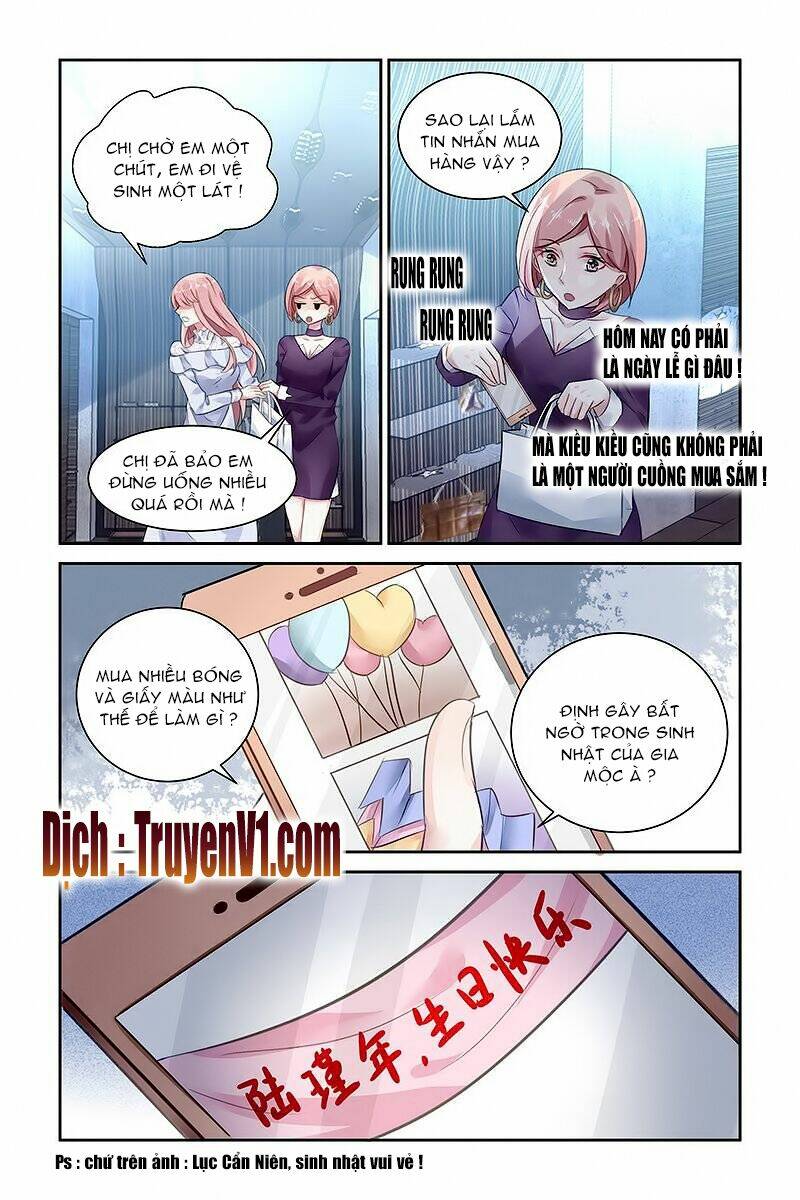 CHỊ CHỜ EM MỘT
CHÚT, EM ĐI VỆ
SINH MỘT LÁT !
CHỊ ĐÃ BẢO EM
ĐỪNG UỐNG NHIỀU
QUÁ RỒI MÀ !
SAO LẠI LẮM
TIN NHẮN MUA
HÀNG VẬY ?
RUNG RUNG
RUNG RUNG
HÔM NAY CÓ PHẢI
LÀ NGÀY LỄ GÌ ĐÂU !
MÀ KIỀU KIỀU CŨNG KHÔNG PHẢI
LÀ MỘT NGƯỜI CUỒNG MUA SẮM !
MUA NHIỀU BÓNG
VÀ GIẤY MÀU NHƯ
THẾ ĐỂ LÀM GÌ ?
ĐỊNH GÂY BẤT
NGỜ TRONG SINH
NHẬT CỦA GIA
MỘC À ?
Dịch : TruyenV1.com
陆瑾年,生日快乐
Ps : chứ trên ảnh : Lục Cẩn Niên, sinh nhật vui vẻ !